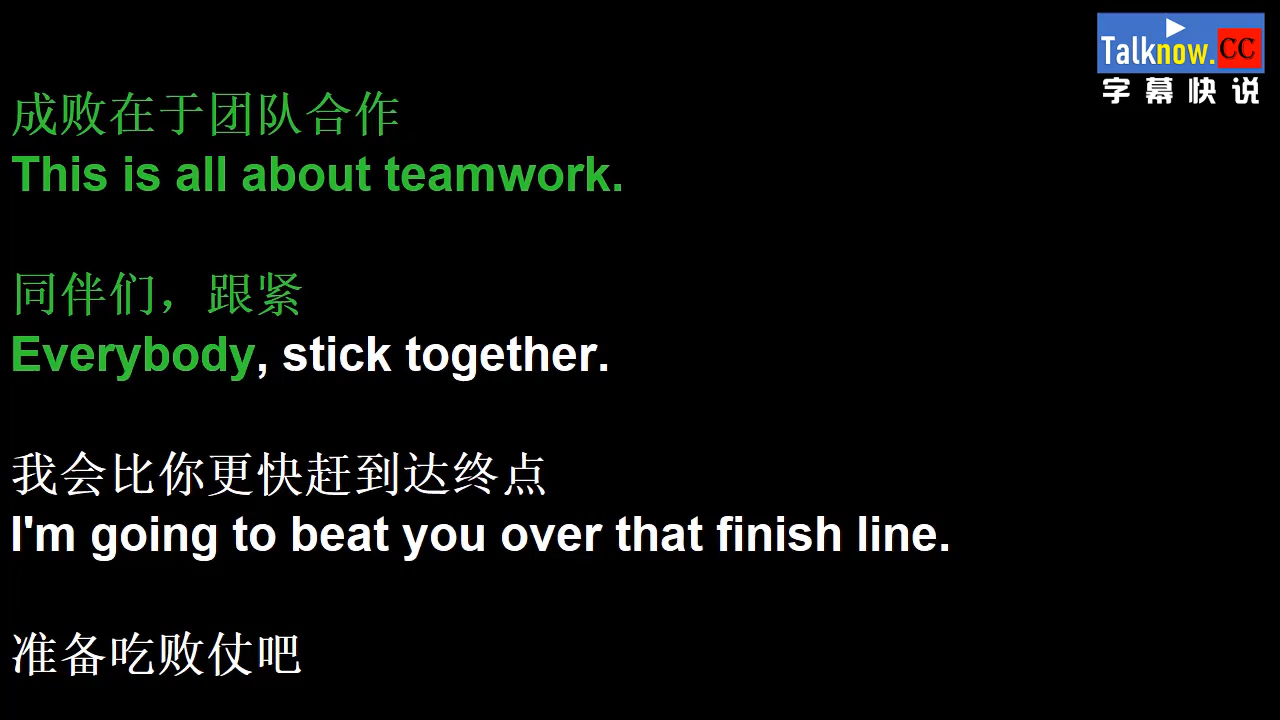 Talknow.CC
字幕快说
成败在于团队合作
This is all about teamwork.
同伴们，跟紧
Everybody, stick together.
我会比你更快赶到达终点
I'm going to beat you over that finish line.
准备吃败仗吧